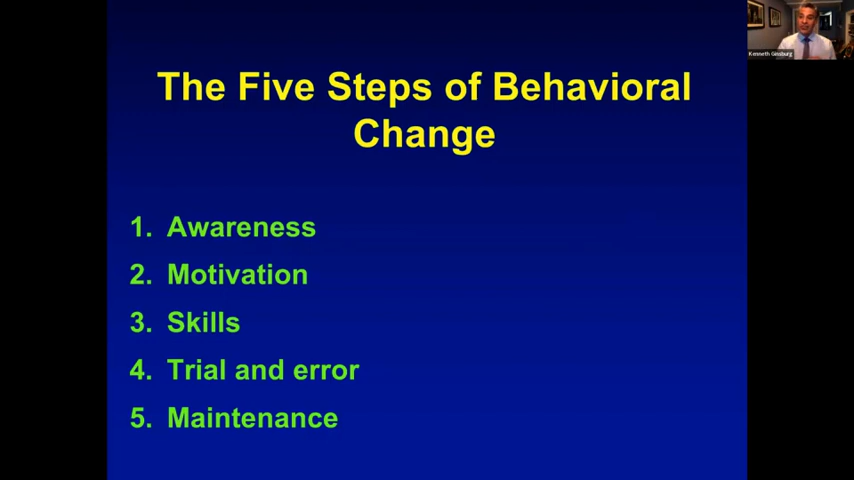 Kenneth Ginsburg
The Five Steps of Behavioral
Change
1. Awareness
2. Motivation
3. Skills
4. Trial and error
5. Maintenance